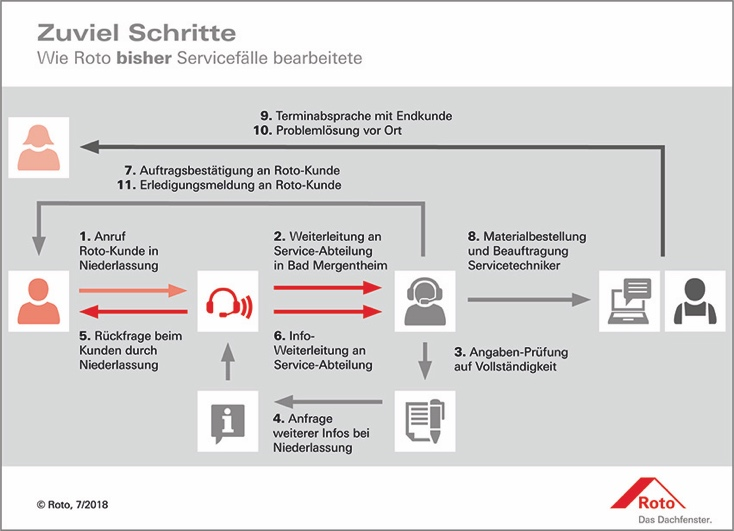 Zuviel Schritte
Wie Roto bisher Servicefälle bearbeitete
9. Terminabsprache mit Endkunde
10. Problemlösung vor Ort
7. Auftragsbestätigung an Roto-Kunde
11. Erledigungsmeldung an Roto-Kunde
1. Anruf
Roto-Kunde in
Niederlassung
2. Weiterleitung an
Service-Abteilung
in Bad Mergentheim
8. Materialbestellung
und Beauftragung
Servicetechniker
5. Rückfrage beim
Kunden durch
Niederlassung
6. Info-
Weiterleitung an
Service-Abteilung
3. Angaben-Prüfung
auf Vollständigkeit
4. Anfrage
weiterer Infos bei
Niederlassung
© Roto, 7/2018
Roto
Das Dachfenster.